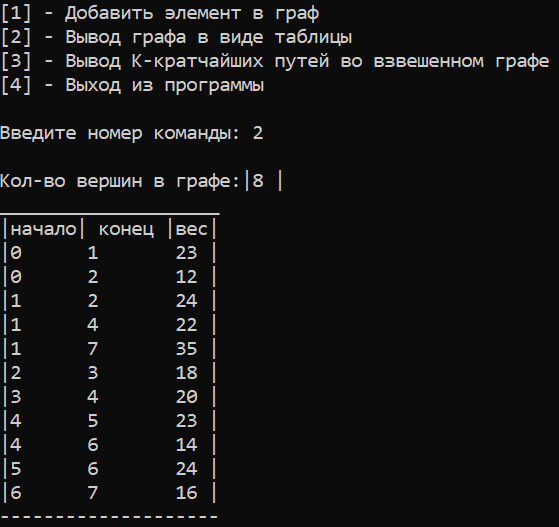 [1] - Добавить элемент в граф
[2] - Вывод графа в виде таблицы
[3] - Вывод К-кратчайших путей во взвешенном графе
[4] - Выход из программы
Введите номер команды: 2
Кол-во вершин в графе:|8 |
____________________
|начало| конец |вес|
|0      1       23 |
|0      2       12 |
|1      2       24 |
|1      4       22 |
|1      7       35 |
|2      3       18 |
|3      4       20 |
|4      5       23 |
|4      6       14 |
|5      6       24 |
|6      7       16 |
--------------------